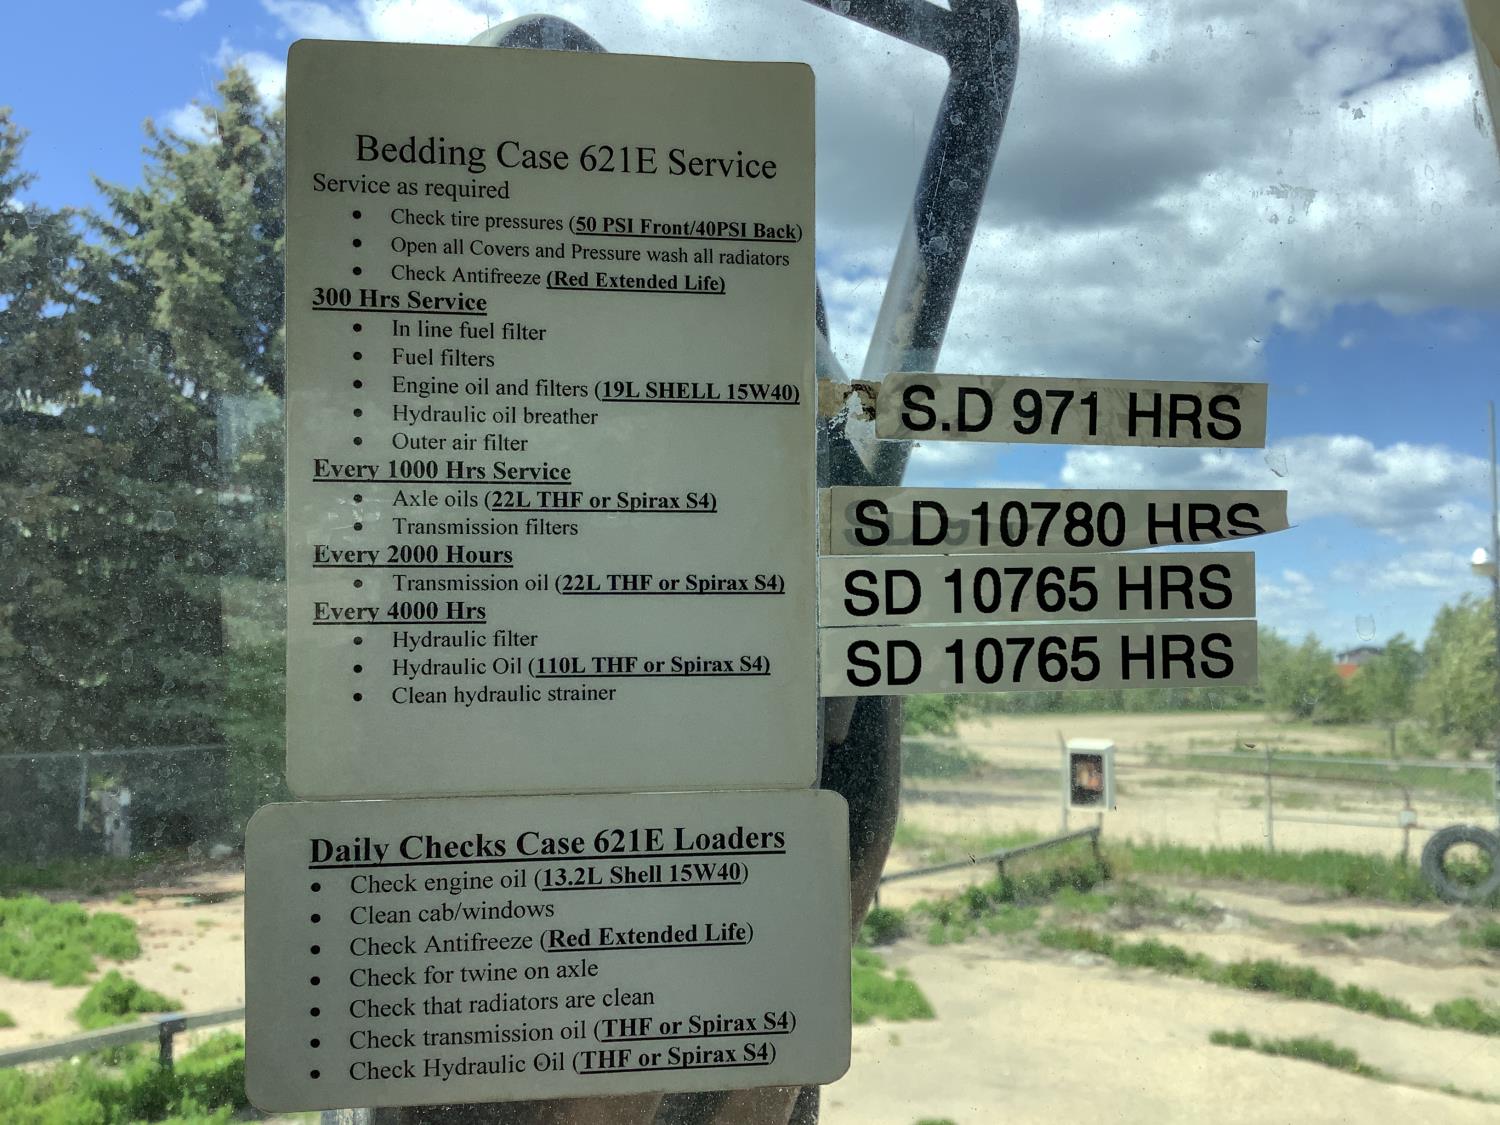 Bedding Case 621E Service
Service as required
• Check tire pressures (50 PSI Front/40PSI Back)
• Open all Covers and Pressure wash all radiators
• Check Antifreeze (Red Extended Life)
300 Hrs Service
• In line fuel filter
• Fuel filters
• Engine oil and filters (19L SHELL 15W40)
• Hydraulic oil breather
• Outer air filter
Every 1000 Hrs Service
• Axle oils (22L THF or Spirax S4)
• Transmission filters
Every 2000 Hours
• Transmission oil (22L THF or Spirax S4)
Every 4000 Hrs
• Hydraulic filter
• Hydraulic Oil (110L THF or Spirax S4)
• Clean hydraulic strainer
S.D 971 HRS
S D 10780 HRS
SD 10765 HRS
SD 10765 HRS
Daily Checks Case 621E Loaders
• Check engine oil (13.2L Shell 15W40)
• Clean cab/windows
• Check Antifreeze (Red Extended Life)
• Check for twine on axle
• Check that radiators are clean
• Check transmission oil (THF or Spirax S4)
• Check Hydraulic Oil (THF or Spirax S4)